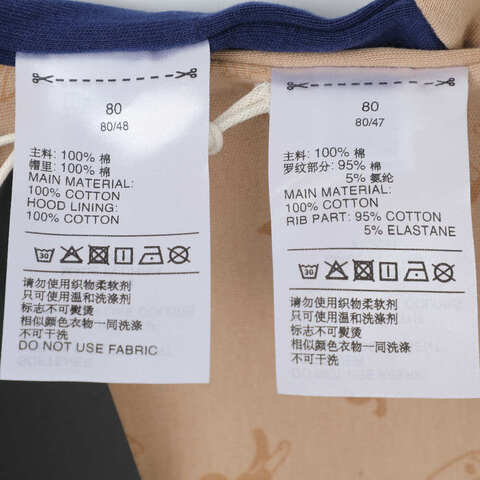 80
80/48
主料: 100% 棉
帽里: 100% 棉
MAIN MATERIAL:
100% COTTON
HOOD LINING:
100% COTTON
30
请勿使用织物柔软剂
只可使用温和洗涤剂
标志不可熨烫
相似颜色衣物一同洗涤
不可干洗
DO NOT USE FABRIC
80
80/47
主料: 100% 棉
罗纹部分: 95% 棉
5% 氨纶
MAIN MATERIAL:
100% COTTON
RIB PART: 95% COTTON
5% ELASTANE
30
请勿使用织物柔软剂
只可使用温和洗涤剂
标志不可熨烫
相似颜色衣物一同洗涤
不可干洗